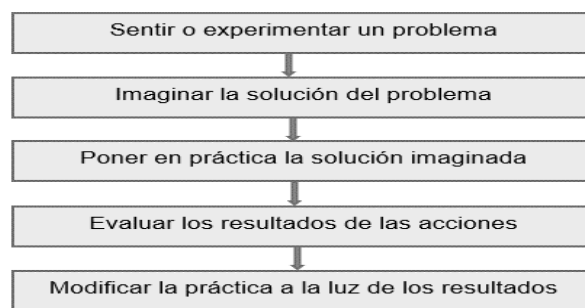 Sentir o experimentar un problema
Imaginar la solución del problema
Poner en práctica la solución imaginada
Evaluar los resultados de las acciones
Modificar la práctica a la luz de los resultados